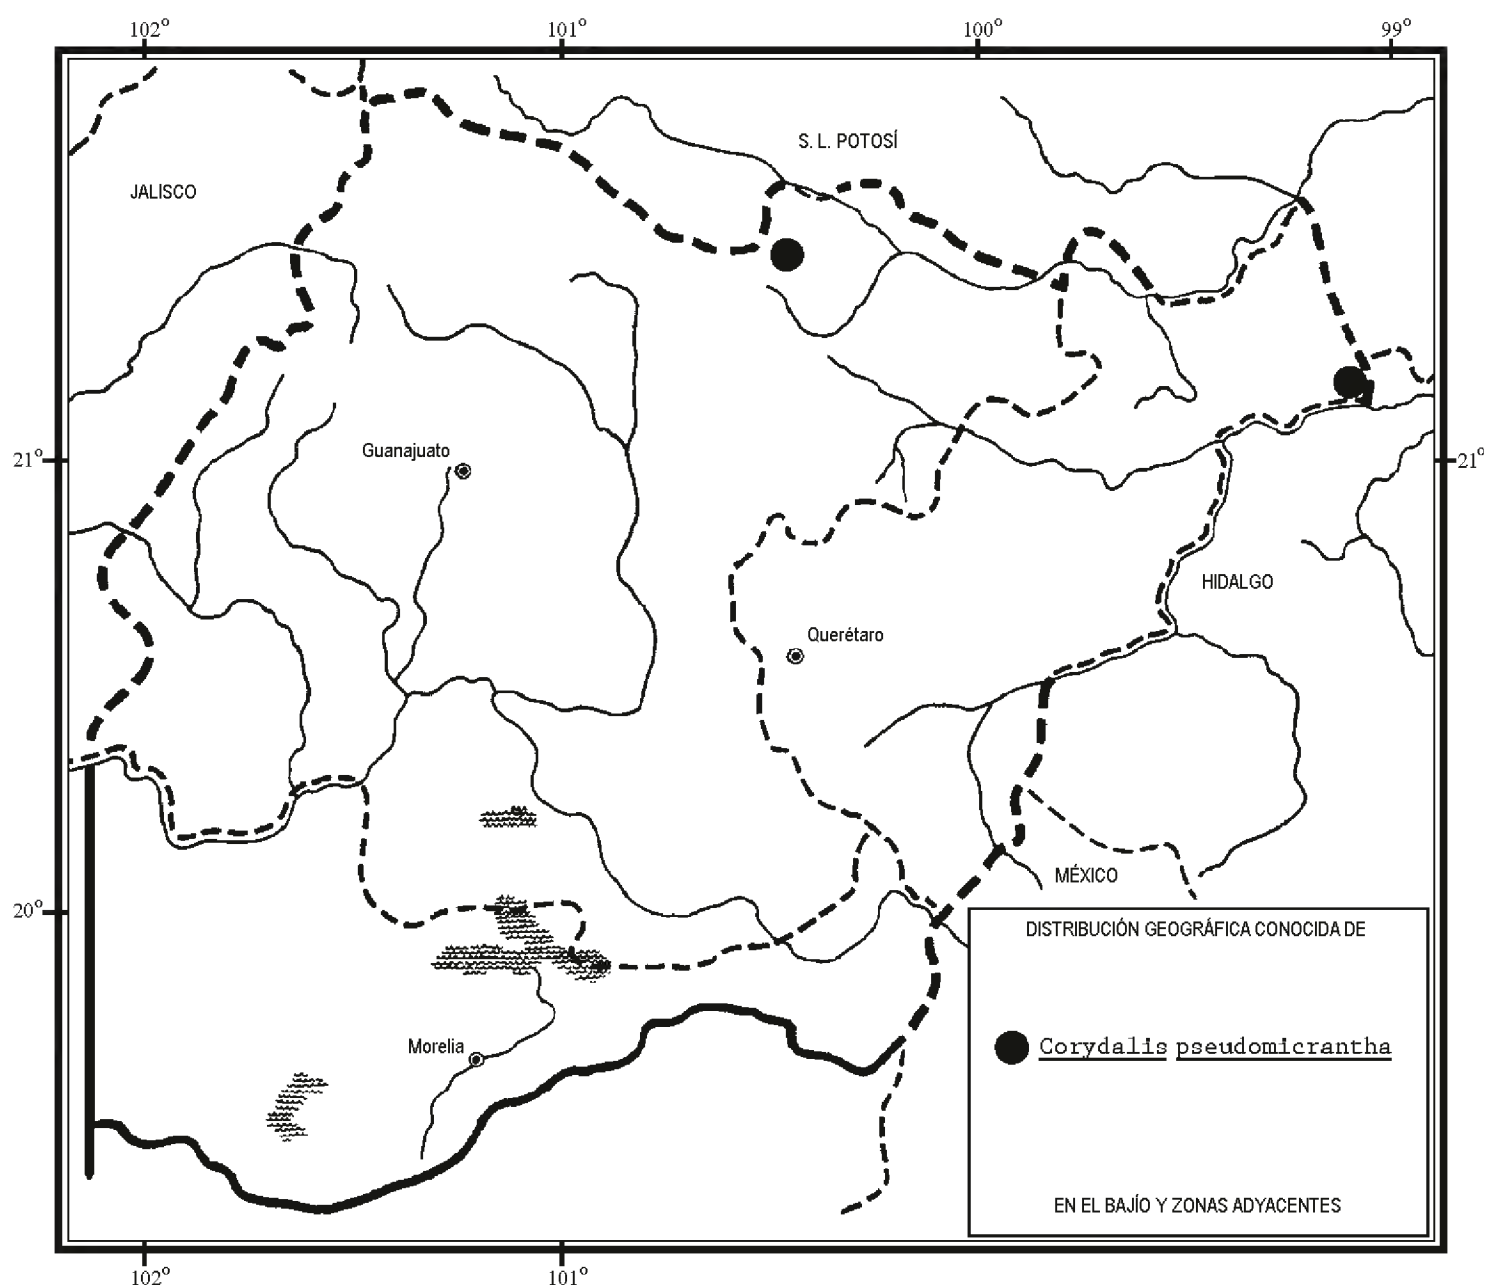 102°
101°
100°
99°
S. L. POTOSÍ
JALISCO
Guanajuato
21°
21°
HIDALGO
Querétaro
MÉXICO
20°
DISTRIBUCIÓN GEOGRÁFICA CONOCIDA DE
Morelia
Corydalis pseudomicrantha
EN EL BAJÍO Y ZONAS ADYACENTES
102°
101°